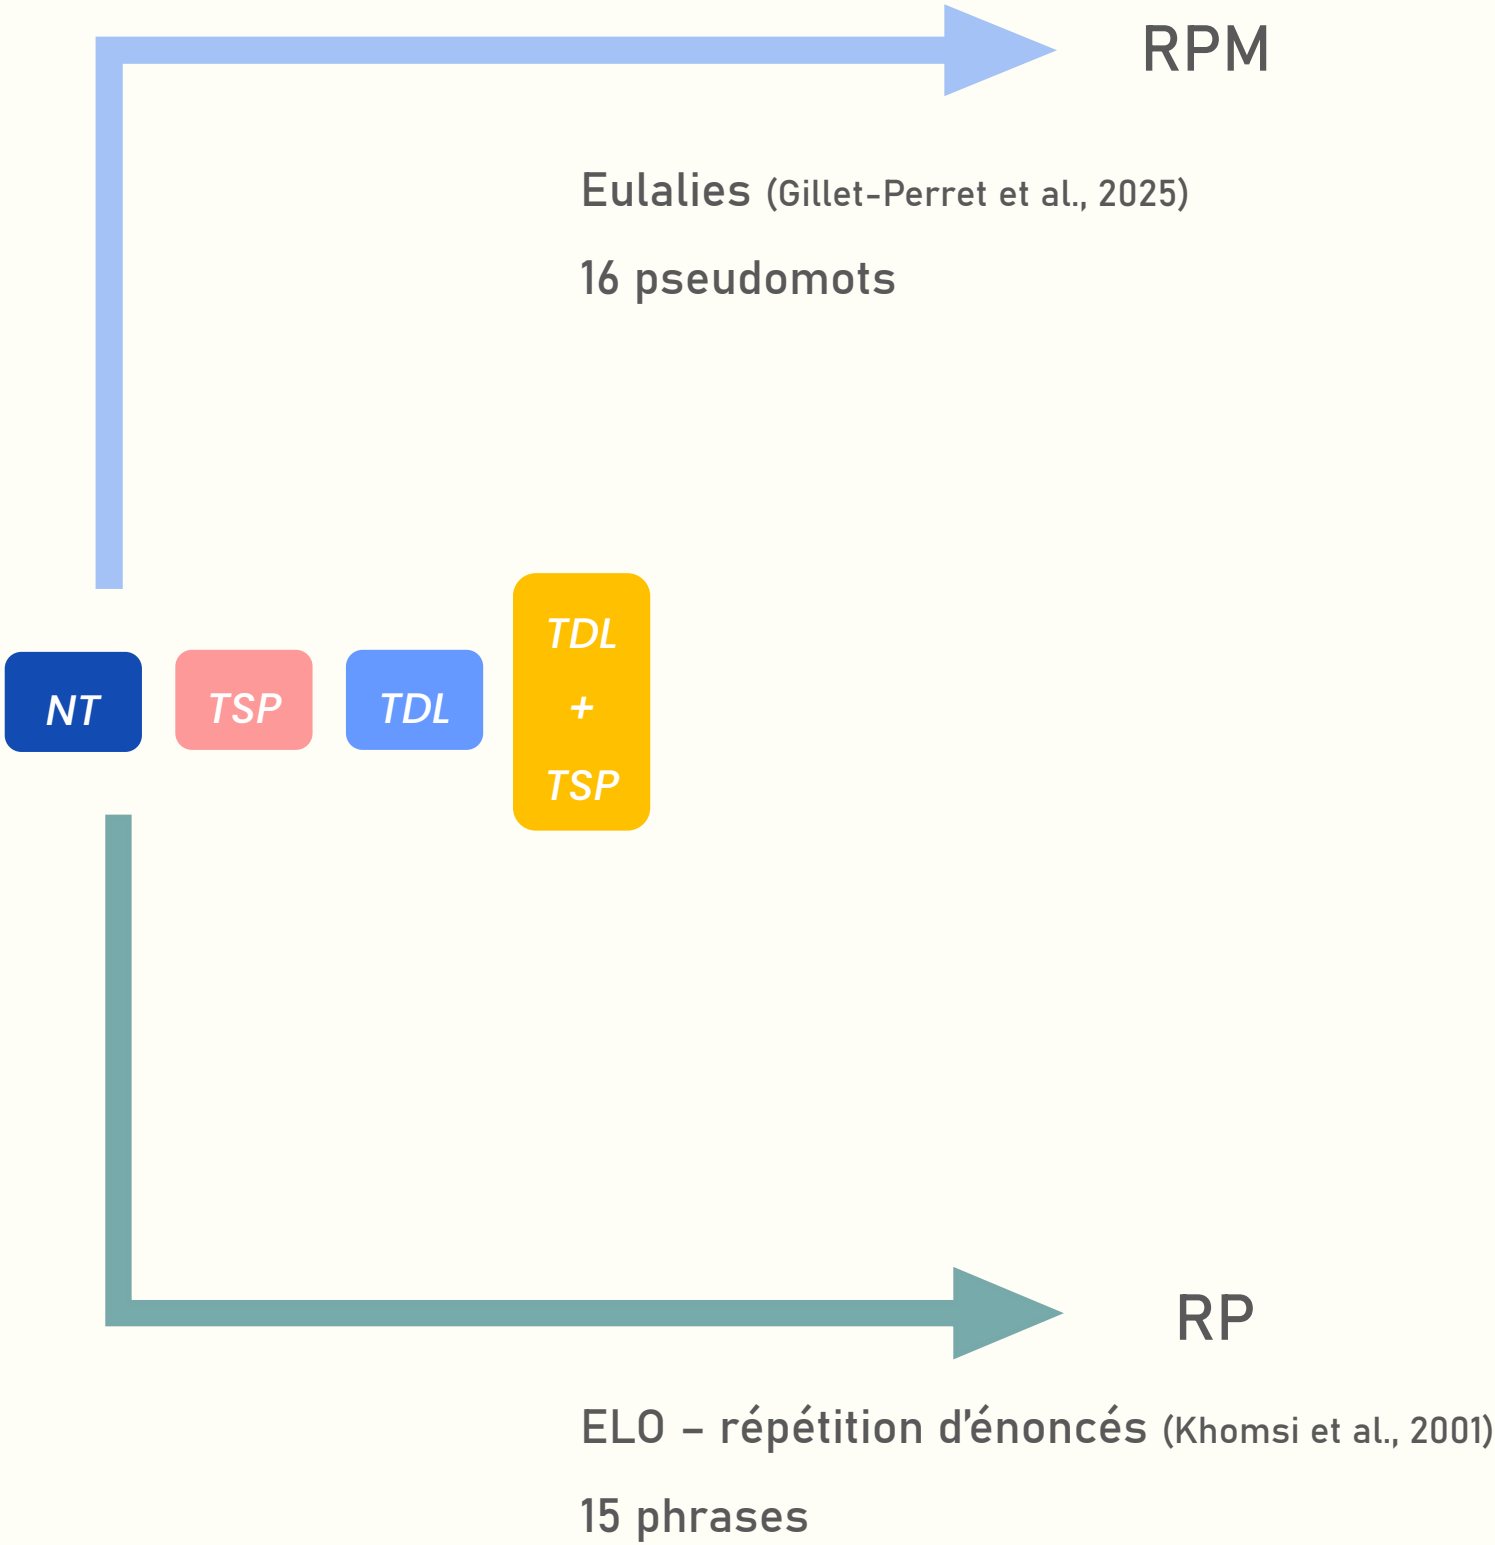 RPM
Eulalies (Gillet-Perret et al., 2025)
16 pseudomots
NT
TSP
TDL
TDL
+
TSP
RP
ELO – répétition d'énoncés (Khomsi et al., 2001)
15 phrases